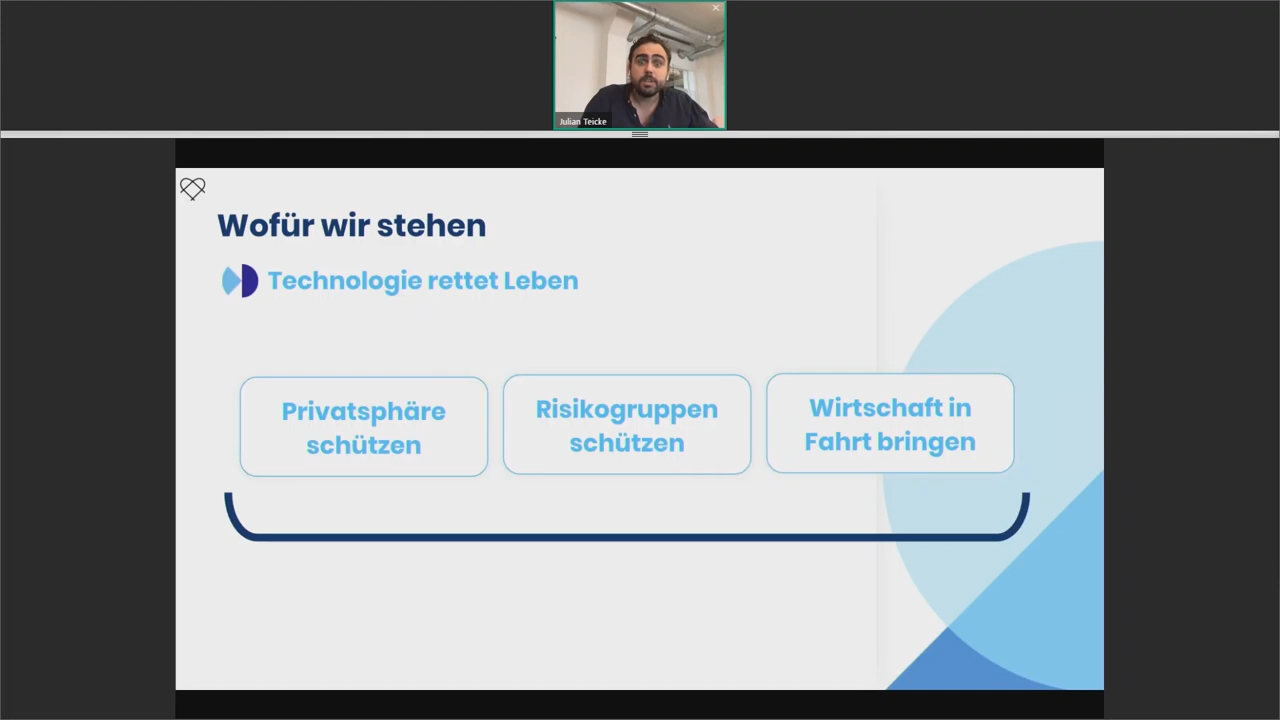 Julian Teicke
Wofür wir stehen
Technologie rettet Leben
Privatsphäre
schützen
Risikogruppen
schützen
Wirtschaft in
Fahrt bringen